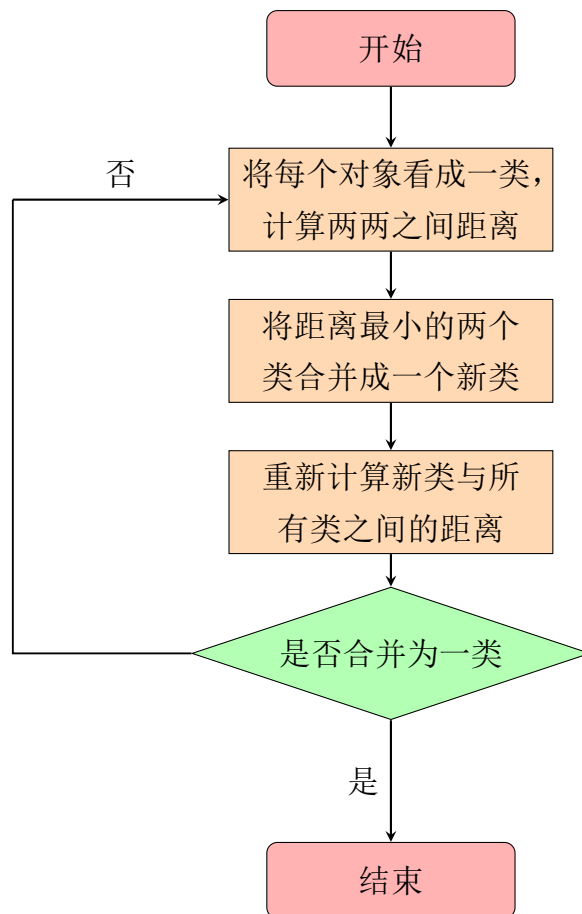 开始
否
将每个对象看成一类，
计算两两之间距离
将距离最小的两个
类合并成一个新类
重新计算新类与所
有类之间的距离
是否合并为一类
是
结束